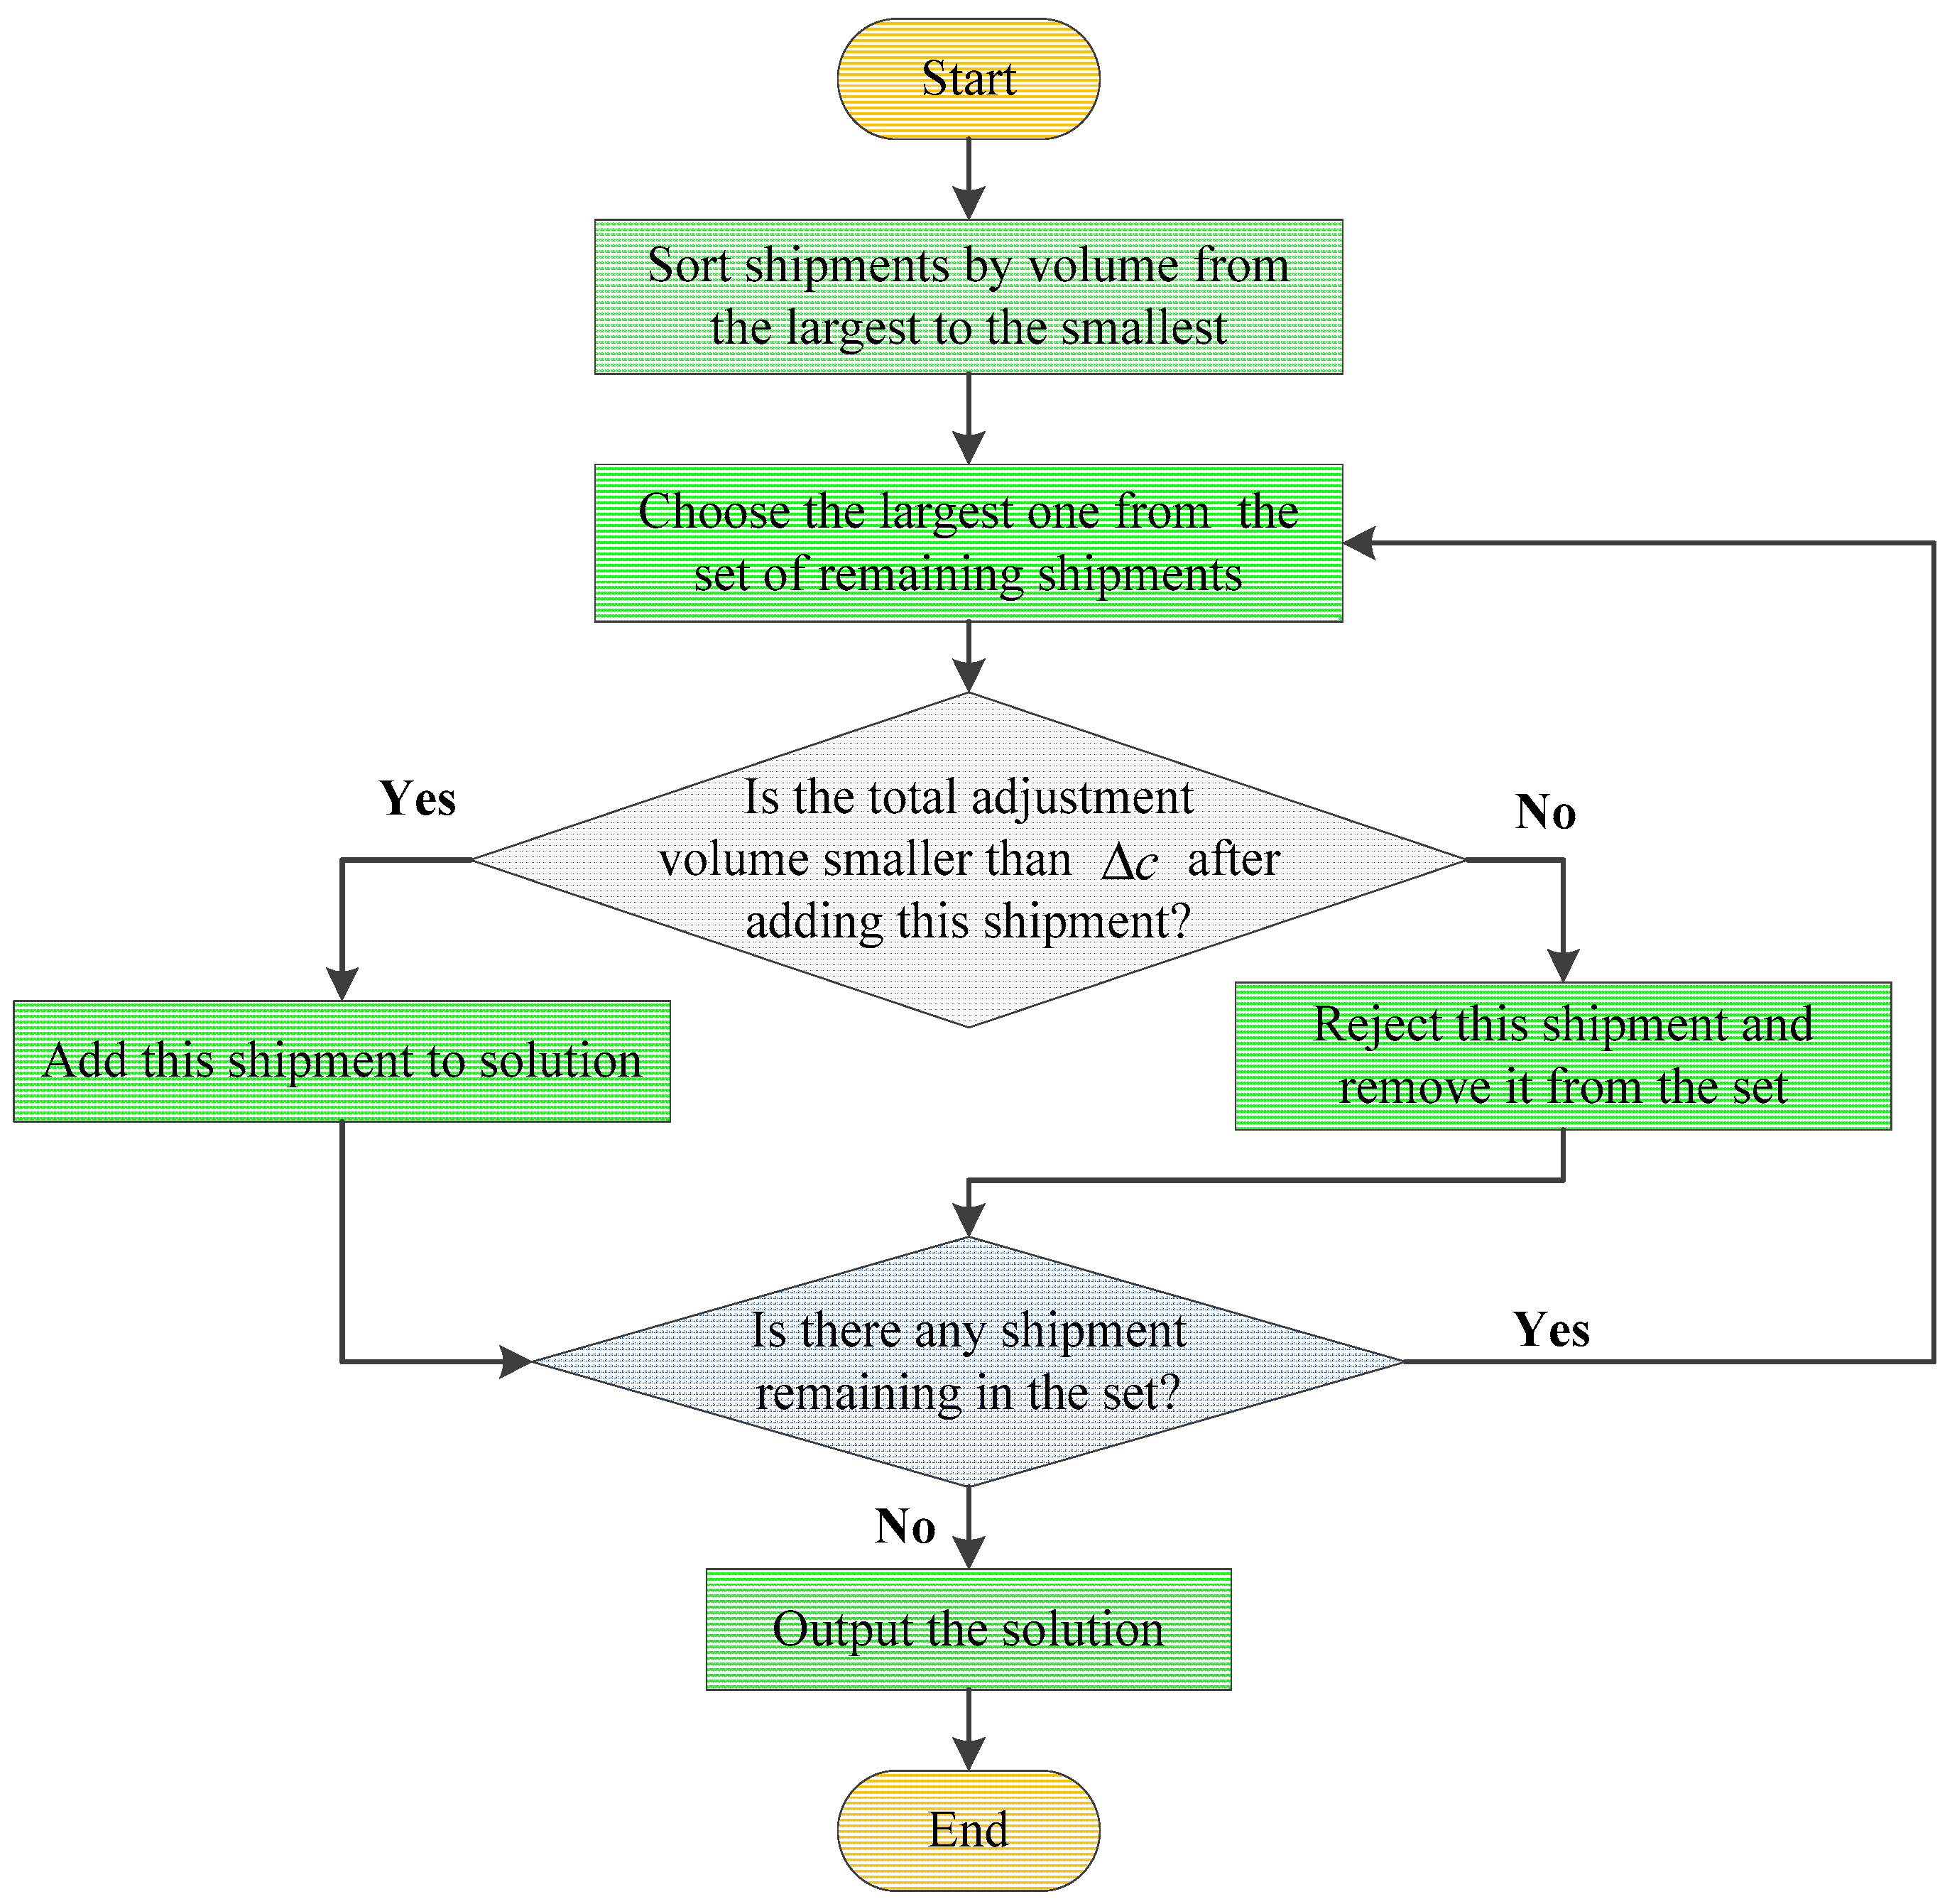 Start
Sort shipments by volume from
the largest to the smallest
Choose the largest one from the
set of remaining shipments
Is the total adjustment
volume smaller than Δc after
adding this shipment?
Yes
No
Add this shipment to solution
Reject this shipment and
remove it from the set
Is there any shipment
remaining in the set?
Yes
No
Output the solution
End